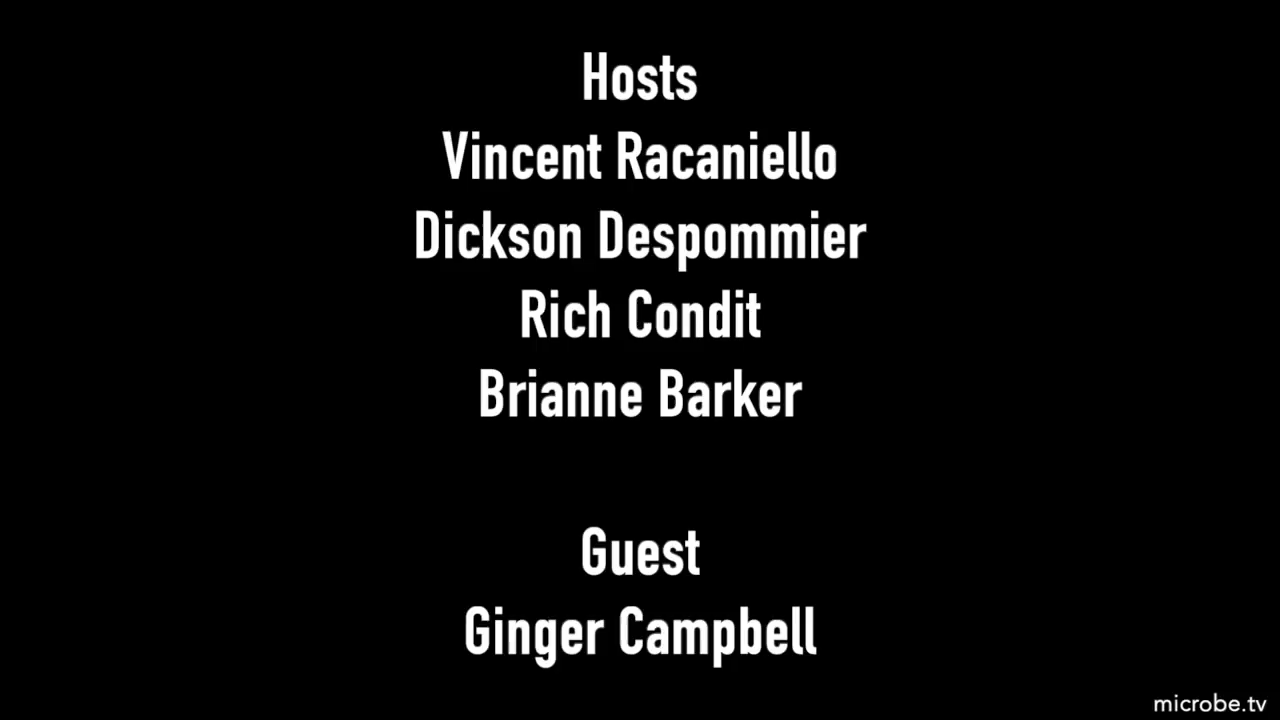 Hosts
Vincent Racaniello
Dickson Despommier
Rich Condit
Brianne Barker
Guest
Ginger Campbell
microbe.tv